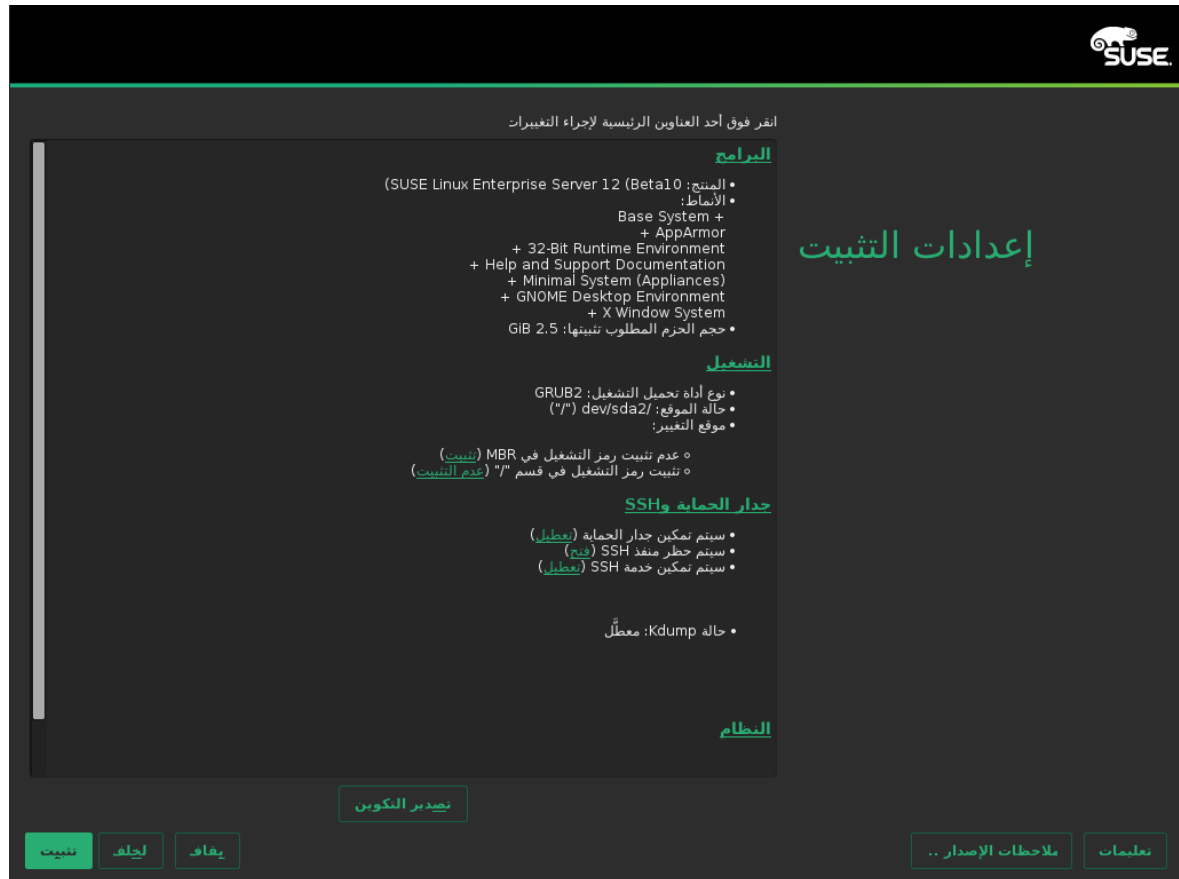 SUSE
انقر فوق أحد العناوين الرئيسية لإجراء التغييرات
إعدادات التثبيت
البرامج
• المنتج: SUSE Linux Enterprise Server 12 (Beta10)
• الأنماط:
Base System +
+ AppArmor
+ 32-Bit Runtime Environment
+ Help and Support Documentation
+ Minimal System (Appliances)
+ GNOME Desktop Environment
+ X Window System
• حجم الحزم المطلوب تثبيتها: 2.5 GiB
التشغيل
• نوع أداة تحميل التشغيل: GRUB2
• حالة الموقع: /dev/sda2 ("/")
• موقع التغيير:
◦ عدم تثبيت رمز التشغيل في MBR (تثبيت)
◦ تثبيت رمز التشغيل في قسم "/" (عدم التثبيت)
جدار الحماية وSSH
• سيتم تمكين جدار الحماية (تعطيل)
• سيتم حظر منفذ SSH (فتح)
• سيتم تمكين خدمة SSH (تعطيل)
• حالة Kdump: معطَّل
النظام
تصدير التكوين
تعليمات
ملاحظات الإصدار ..
يقاف
لخلف
تثبيت